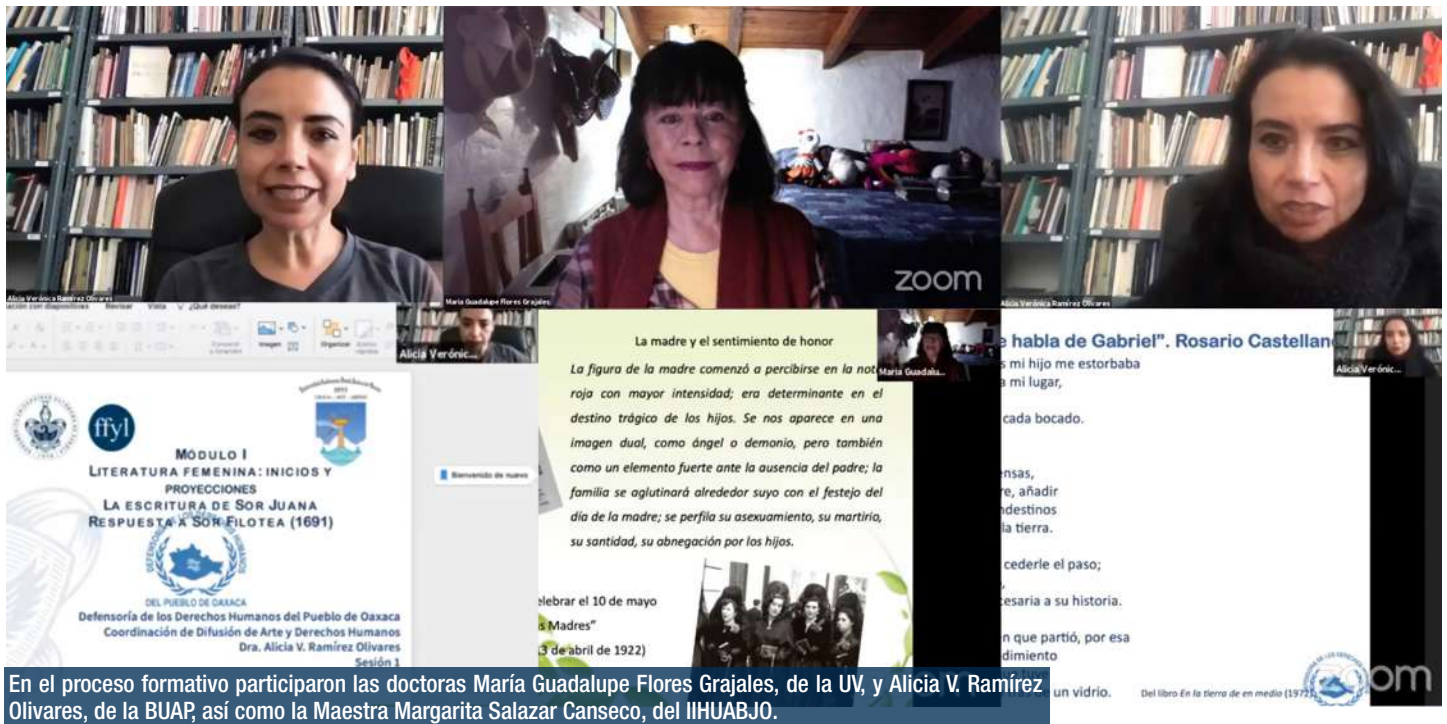 Alicia Verónica Ramírez Olivares
zoom
María Guadalupe Flores Grajales
Alicia Verónica Ramírez Olivares
Revisar Vista ¿Qué deseas?
Imagen
Organizar
Alicia Verónic...
ffyl
MÓDULO I
LITERATURA FEMENINA: INICIOS Y
PROYECCIONES
LA ESCRITURA DE SOR JUANA
RESPUESTA A SOR FILOTEA (1691)
DEL PUEBLO DE OAXACA
Defensoría de los Derechos Humanos del Pueblo de Oaxaca
Coordinación de Difusión de Arte y Derechos Humanos
Dra. Alicia V. Ramírez Olivares
Sesión 1
Bienvenido de nuevo
La madre y el sentimiento de honor
María Guadalu...
La figura de la madre comenzó a percibirse en la nota
roja con mayor intensidad; era determinante en el
destino trágico de los hijos. Se nos aparece en una
imagen dual, como ángel o demonio, pero también
como un elemento fuerte ante la ausencia del padre; la
familia se aglutinará alrededor suyo con el festejo del
día de la madre; se perfila su asexuamiento, su martirio,
su santidad, su abnegación por los hijos.
elebrar el 10 de mayo
s Madres"
3 de abril de 1922)
e habla de Gabriel". Rosario Castellan
Alicia Verónic...
s mi hijo me estorbaba
a mi lugar,
cada bocado.
ensas,
re, añadir
ndestinos
la tierra.
cederle el paso;
esaria a su historia.
n que partió, por esa
dimiento
un vidrio.
Del libro En la tierra de en medio (1972)
om
En el proceso formativo participaron las doctoras María Guadalupe Flores Grajales, de la UV, y Alicia V. Ramírez
Olivares, de la BUAP, así como la Maestra Margarita Salazar Canseco, del IIHUABJO.